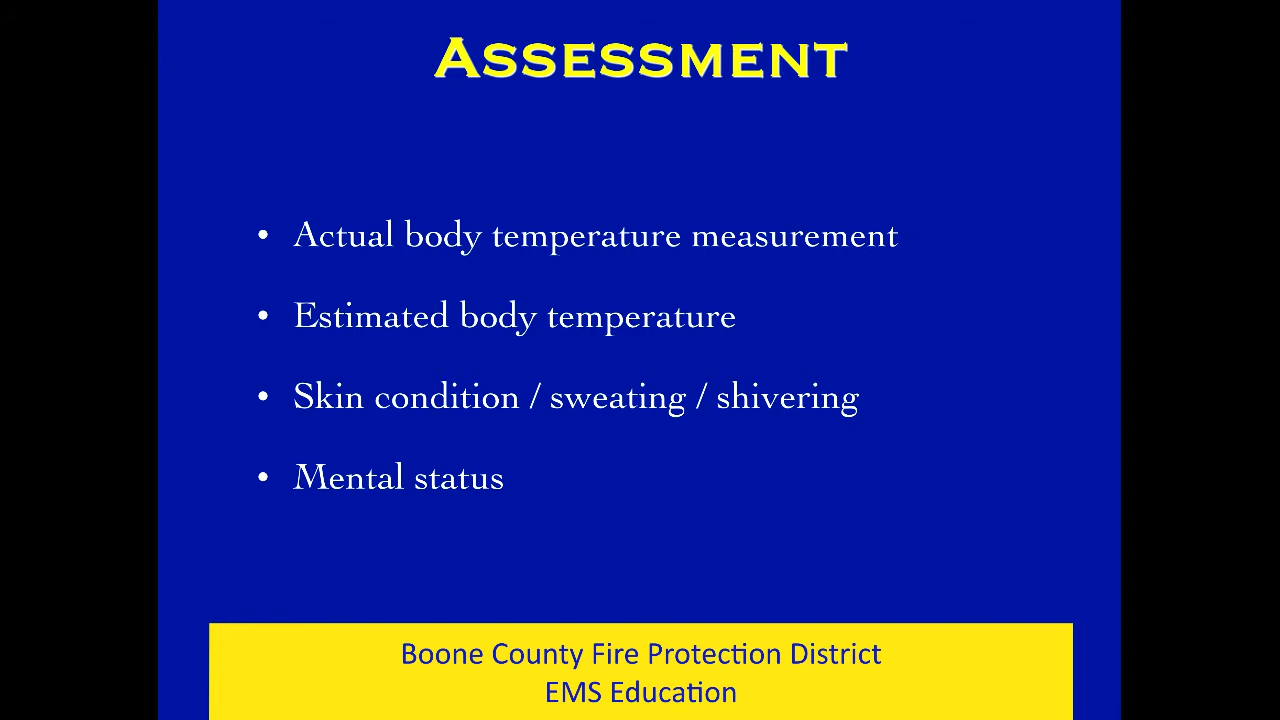 Assessment
• Actual body temperature measurement
• Estimated body temperature
• Skin condition / sweating / shivering
• Mental status
Boone County Fire Protection District
EMS Education